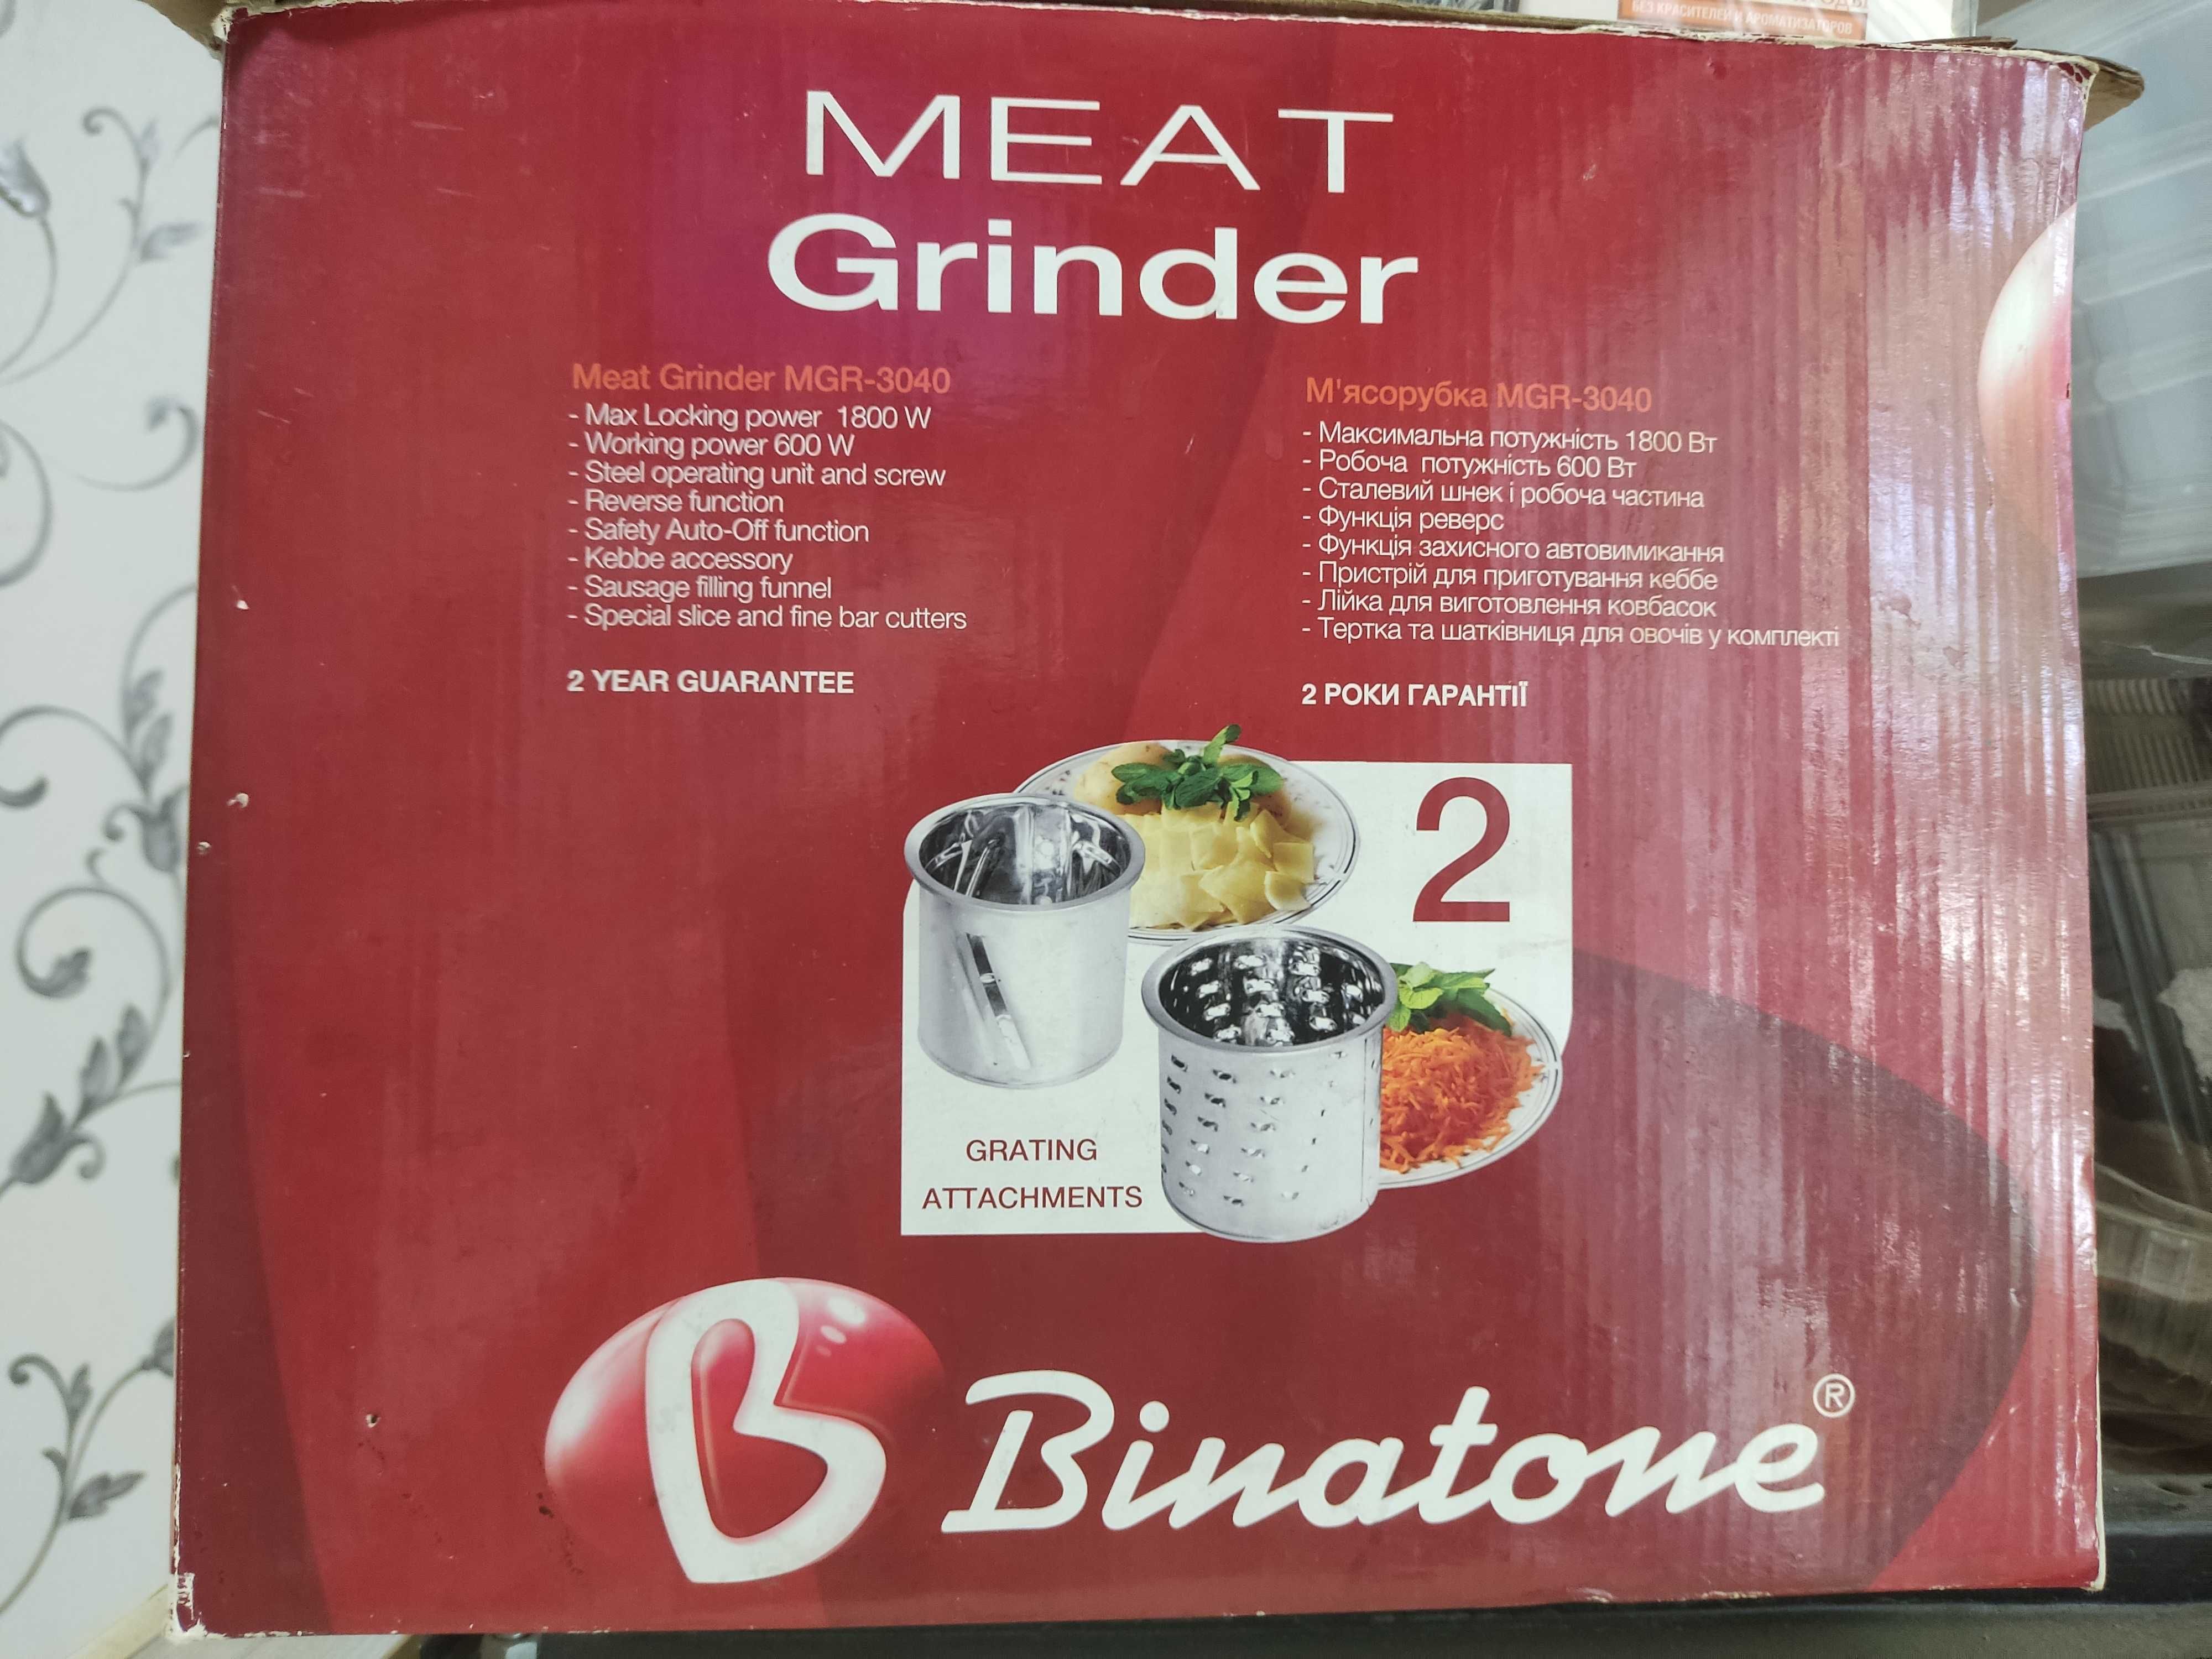 БЕЗ КРАСИТЕЛЕЙ И АРОМАТИЗАТОРОВ
MEAT
Grinder
Meat Grinder MGR-3040
- Max Locking power 1800 W
- Working power 600 W
- Steel operating unit and screw
- Reverse function
- Safety Auto-Off function
- Kebbe accessory
- Sausage filling funnel
- Special slice and fine bar cutters
2 YEAR GUARANTEE
М'ясорубка MGR-3040
- Максимальна потужність 1800 Вт
- Робоча потужність 600 Вт
- Сталевий шнек і робоча частина
- Функція реверс
- Функція захисного автовимикання
- Пристрій для приготування кеббе
- Лійка для виготовлення ковбасок
- Тертка та шатківниця для овочів у комплекті
2 РОКИ ГАРАНТІЇ
2
GRATING
ATTACHMENTS
B Binatone®